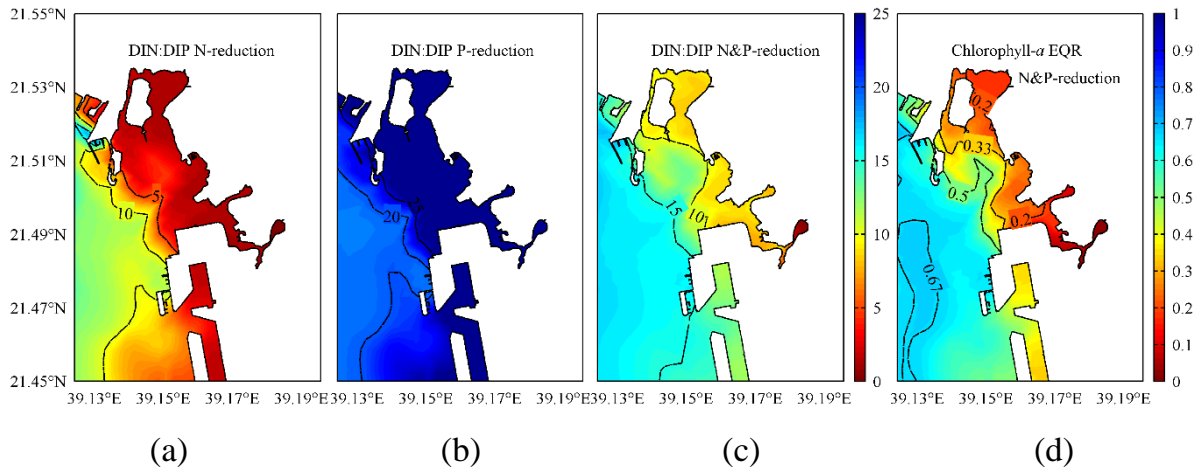 21.55°N
21.53°N
21.51°N
21.49°N
21.47°N
21.45°N
DIN:DIP N-reduction
5
10
39.13°E 39.15°E 39.17°E 39.19°E
(a)
DIN:DIP P-reduction
20
39.13°E 39.15°E 39.17°E 39.19°E
(b)
DIN:DIP N&P-reduction
15
10
39.13°E 39.15°E 39.17°E 39.19°E
(c)
25
20
15
10
5
0
Chlorophyll-a EQR
N&P-reduction
0.2
0.33
0.5
0.2
0.67
39.13°E 39.15°E 39.17°E 39.19°E
(d)
1
0.9
0.8
0.7
0.6
0.5
0.4
0.3
0.2
0.1
0